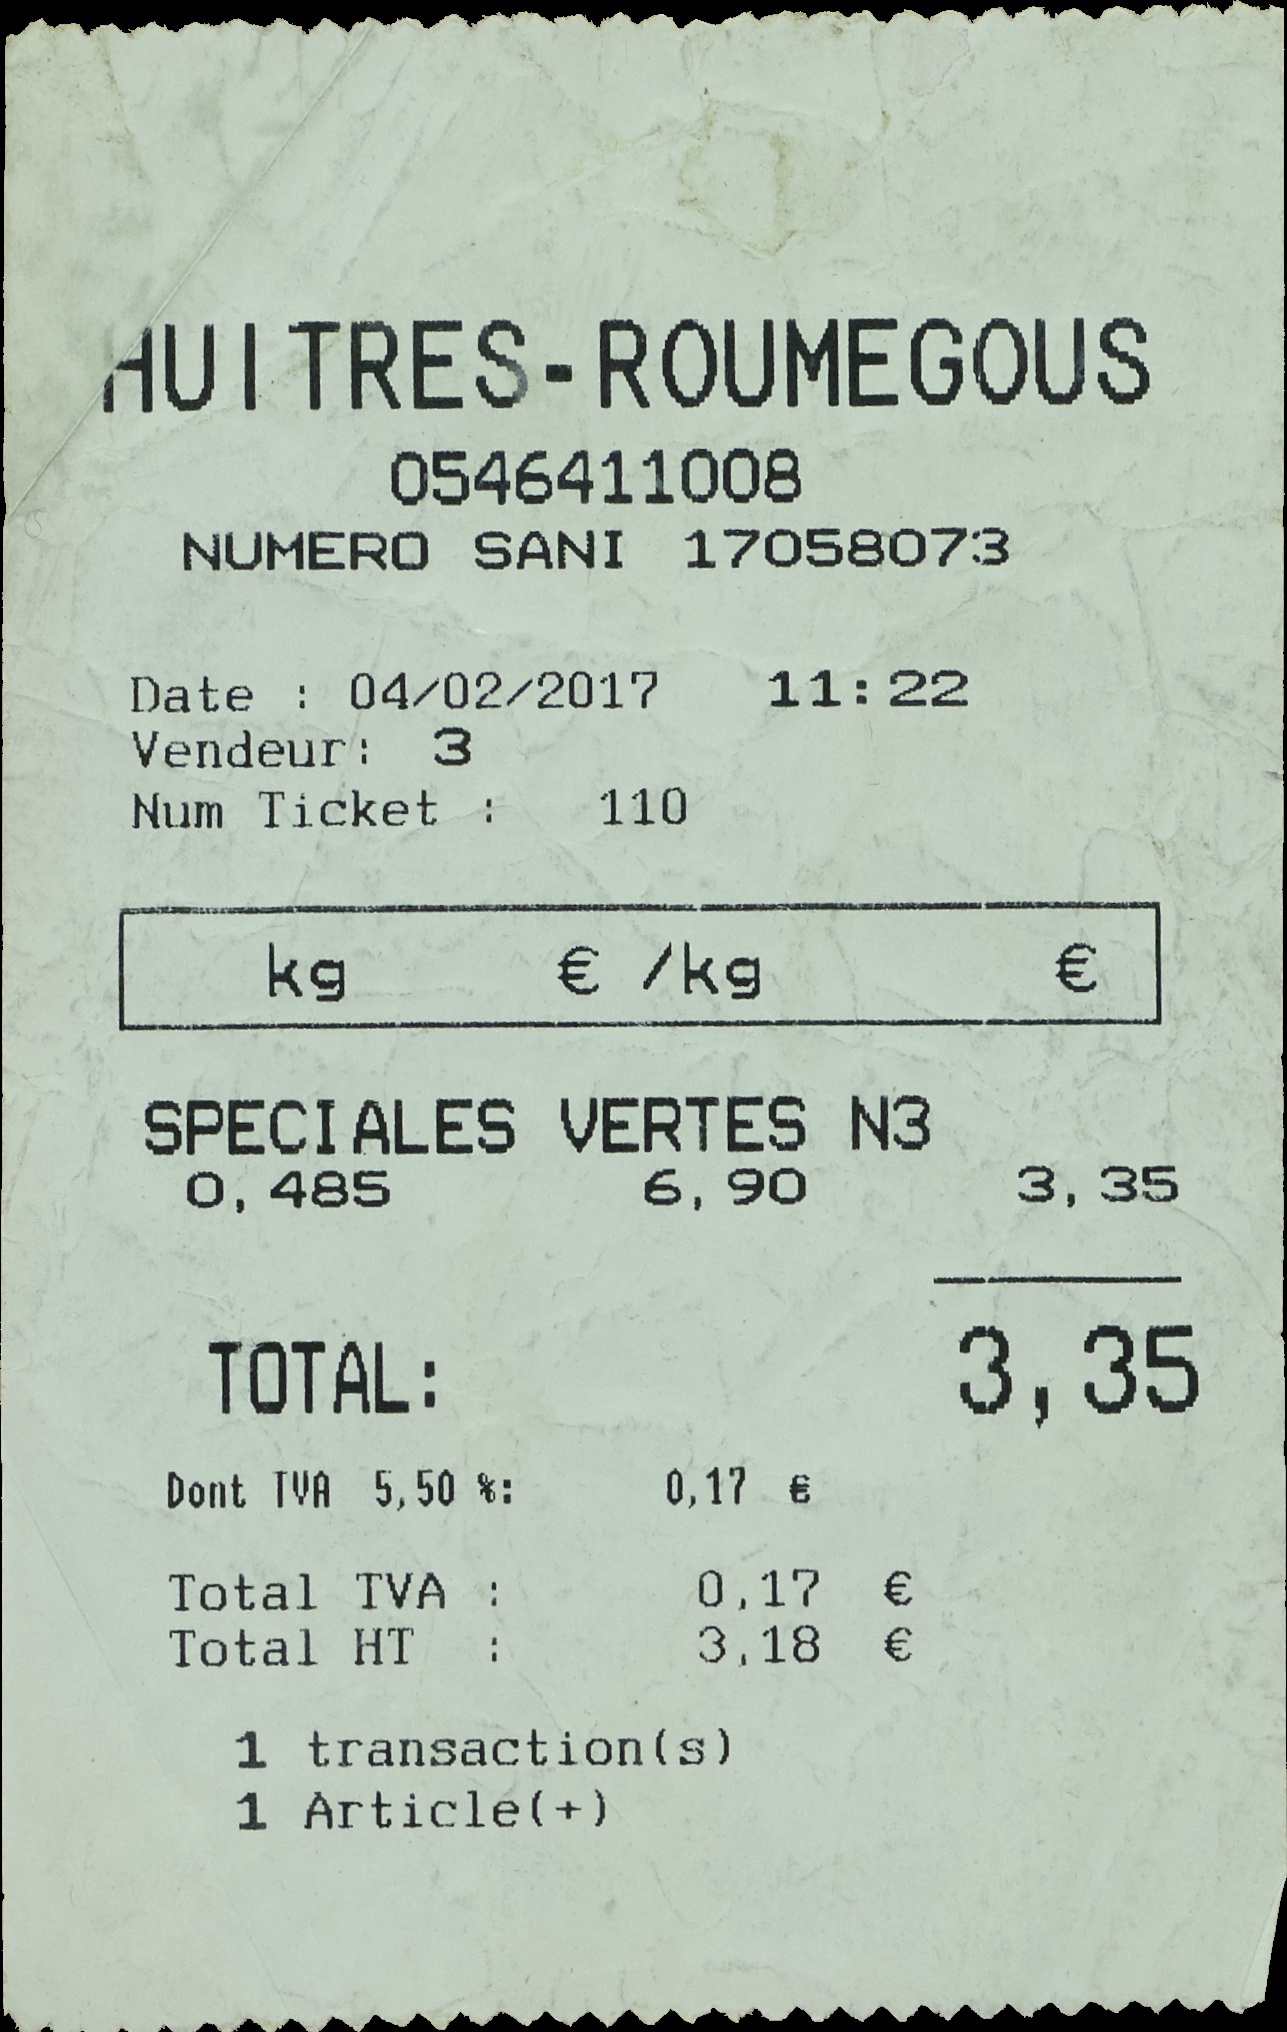 HUITRES-ROUMEGOUS
0546411008
NUMERO SANI 17058073
Date : 04/02/2017 11:22
Vendeur: 3
Num Ticket : 110
kg € /kg €
SPECIALES VERTES N3
0,485 6,90 3,35
TOTAL: 3,35
Dont TVA 5,50 %: 0,17 €
Total TVA : 0,17 €
Total HT : 3,18 €
1 transaction(s)
1 Article(+)